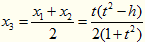 x₃ = (x₁ + x₂)/2 = t(t² − h)/2(1 + t²)